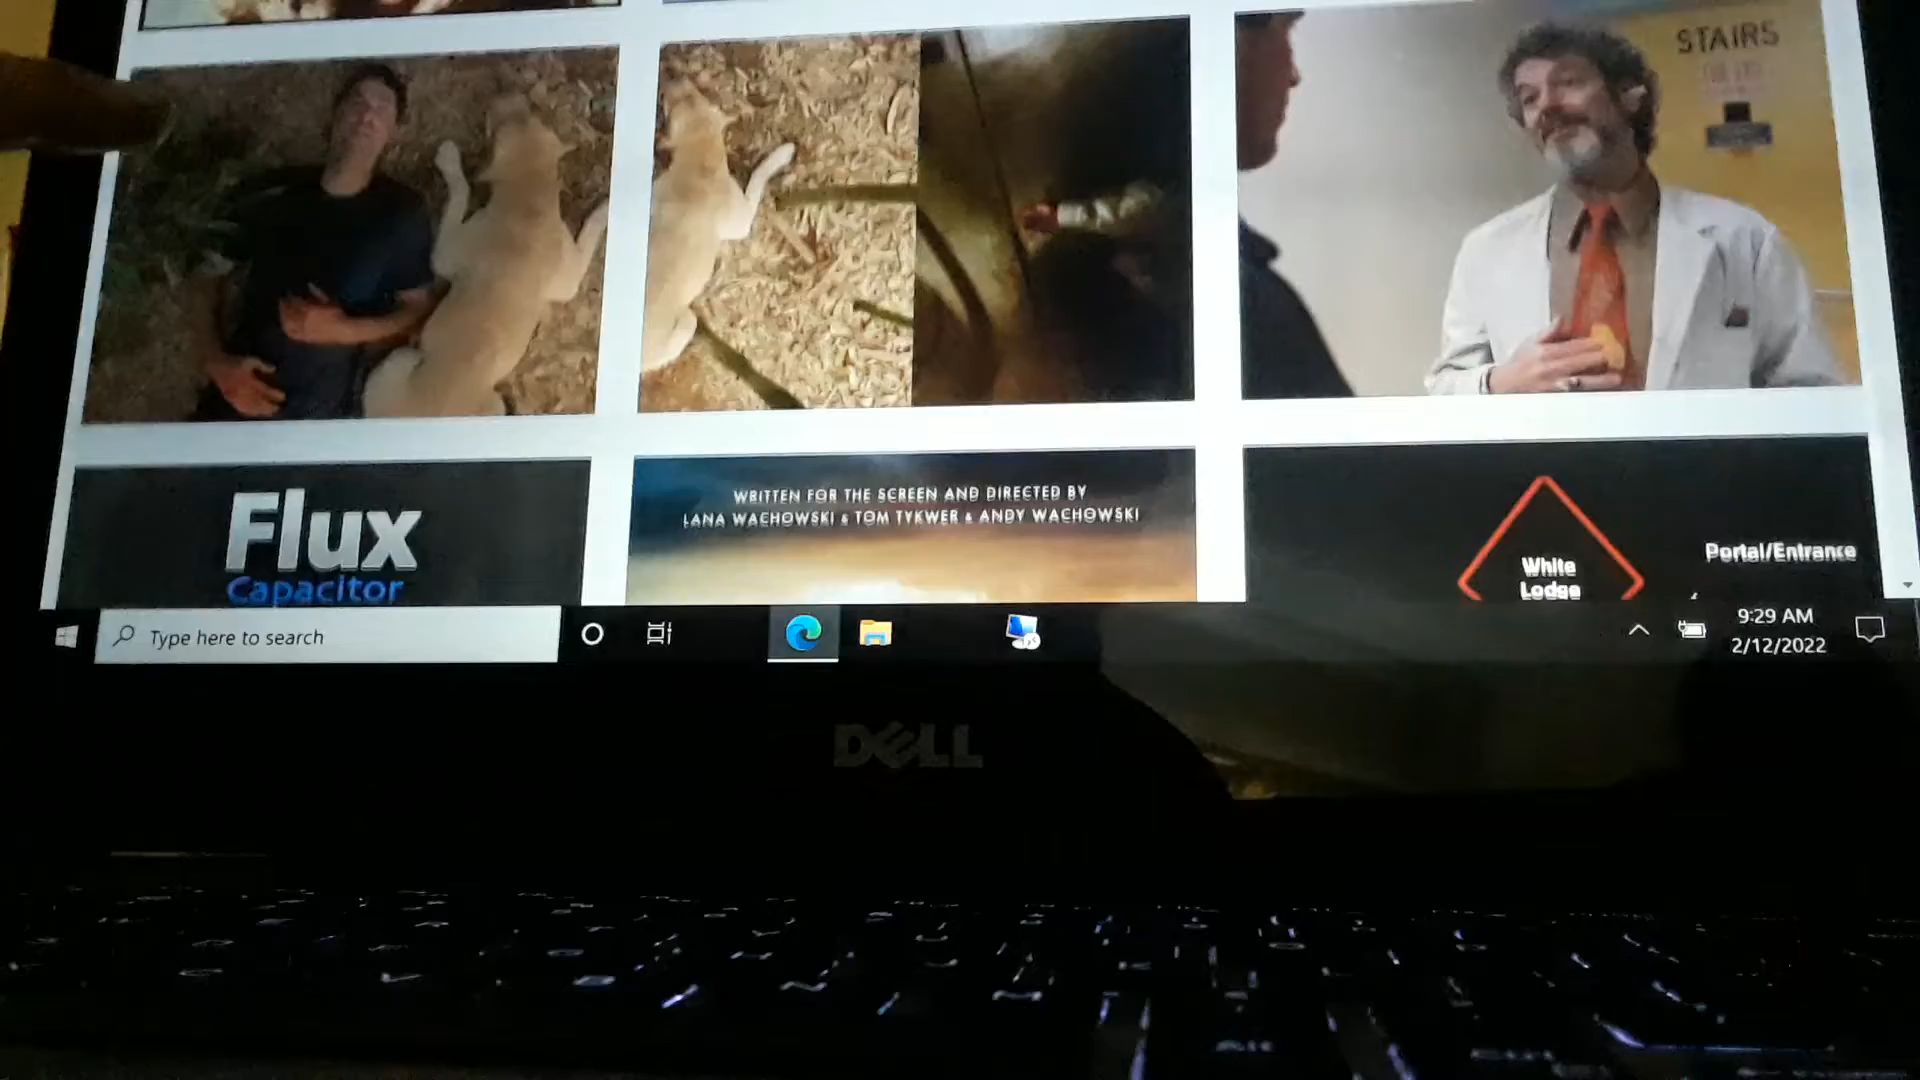 STAIRS
Flux
Capacitor
WRITTEN FOR THE SCREEN AND DIRECTED BY
LANA WACHOWSKI & TOM TYKWER & ANDY WACHOWSKI
White
Lodge
Portal/Entrance
Type here to search
9:29 AM
2/12/2022
DELL